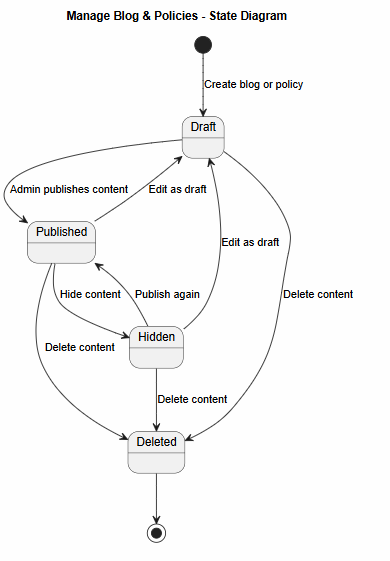 Manage Blog & Policies - State Diagram
Create blog or policy
Draft
Admin publishes content
Edit as draft
Published
Edit as draft
Hide content
Publish again
Delete content
Hidden
Delete content
Delete content
Deleted